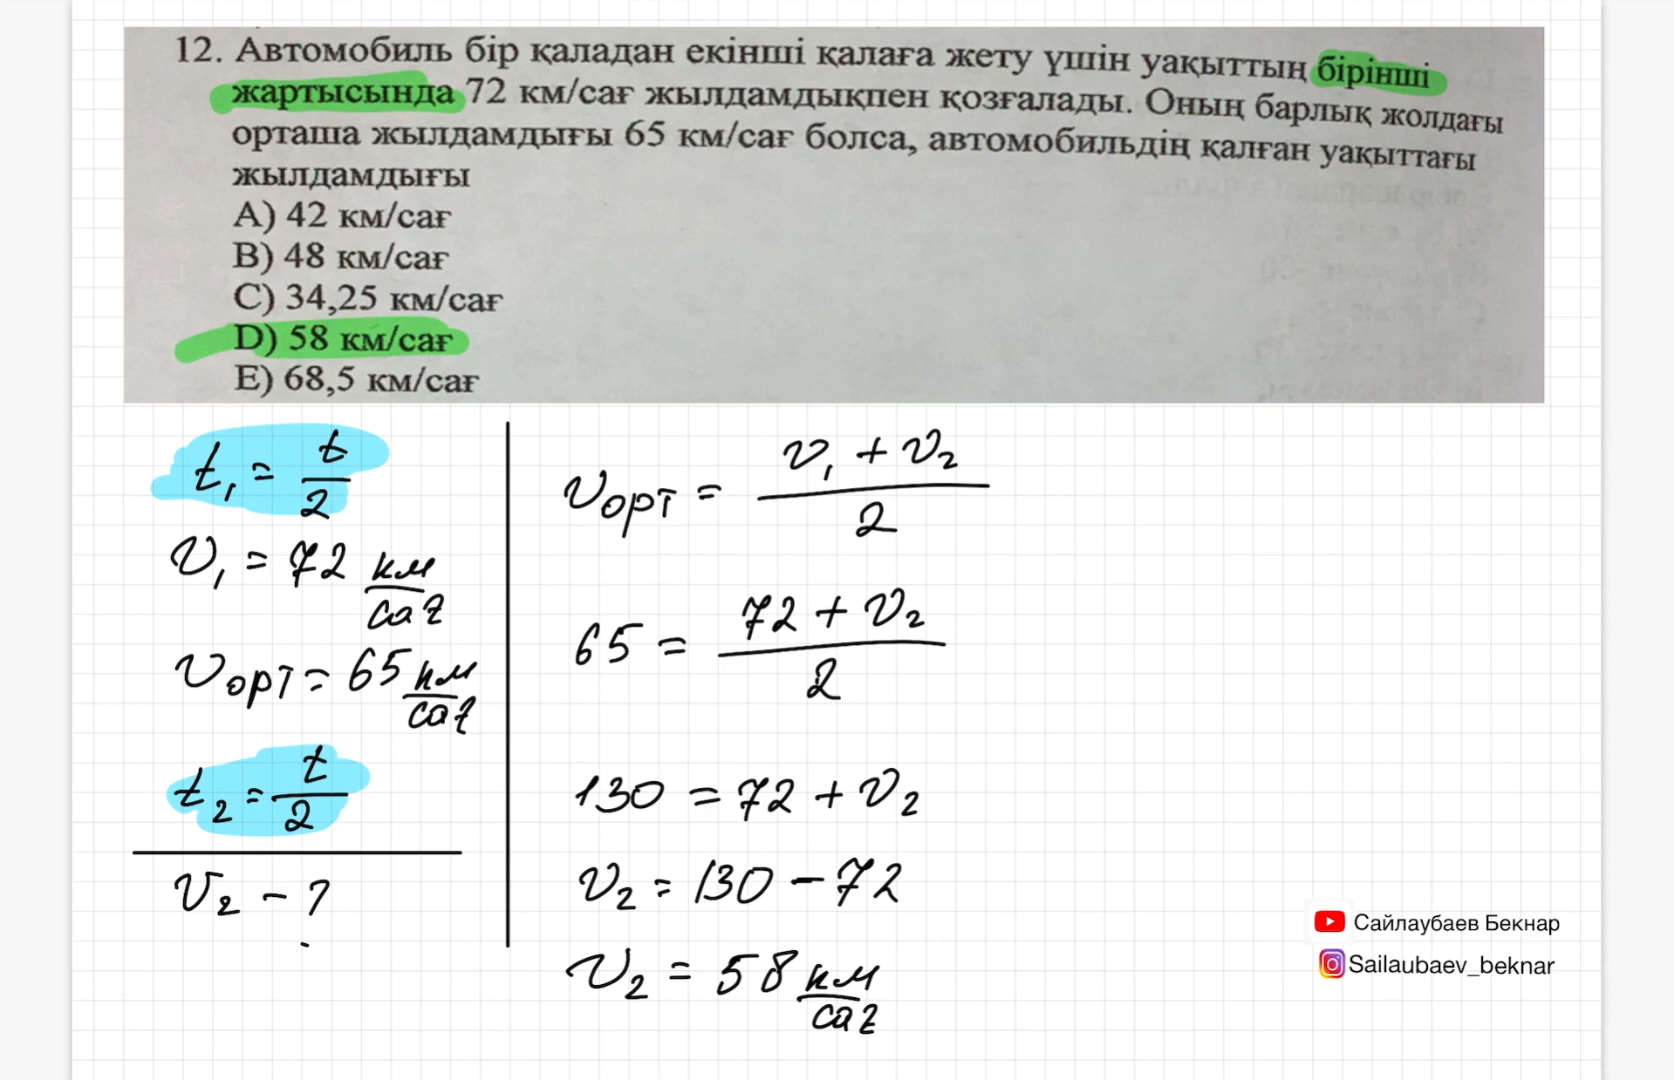 12. Автомобиль бір қаладан екінші қалаға жету үшін уақыттың бірінші
жартысында 72 км/сағ жылдамдықпен қозғалады. Оның барлық жолдағы
орташа жылдамдығы 65 км/сағ болса, автомобильдің қалған уақыттағы
жылдамдығы
A) 42 км/сағ
B) 48 км/сағ
C) 34,25 км/сағ
D) 58 км/сағ
E) 68,5 км/сағ
t₁ = t/2
v₁ = 72 км/сағ
vорт = 65 км/сағ
t₂ = t/2
v₂ - ?
vорт = (v₁ + v₂)/2
65 = (72 + v₂)/2
130 = 72 + v₂
v₂ = 130 - 72
v₂ = 58 км/сағ
Сайлаубаев Бекнар
Sailaubaev_beknar